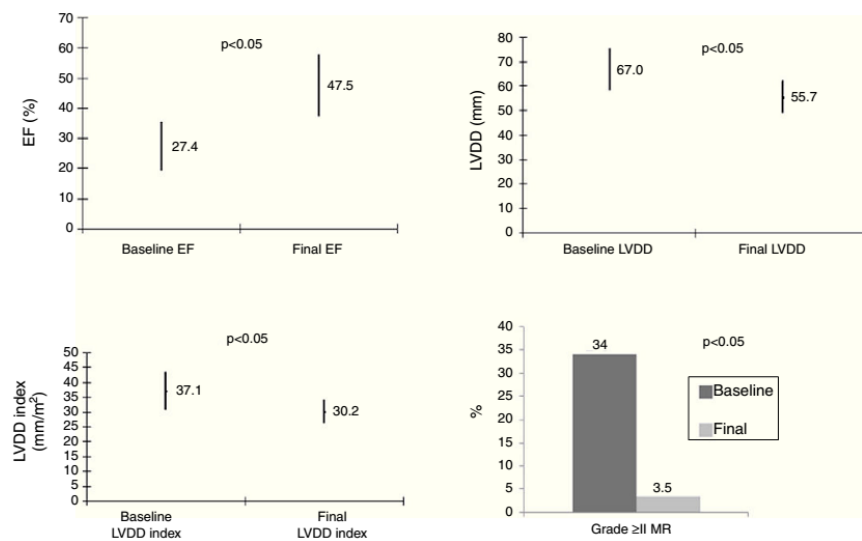 70
60
50
40
30
20
10
0
EF (%)
p<0.05
27.4
47.5
Baseline EF
Final EF
80
70
60
50
40
30
20
10
0
LVDD (mm)
p<0.05
67.0
55.7
Baseline LVDD
Final LVDD
50
45
40
35
30
25
20
15
10
5
0
LVDD index
(mm/m²)
p<0.05
37.1
30.2
Baseline
LVDD index
Final
LVDD index
40
35
30
25
20
15
10
5
0
%
34
p<0.05
Baseline
Final
3.5
Grade ≥II MR